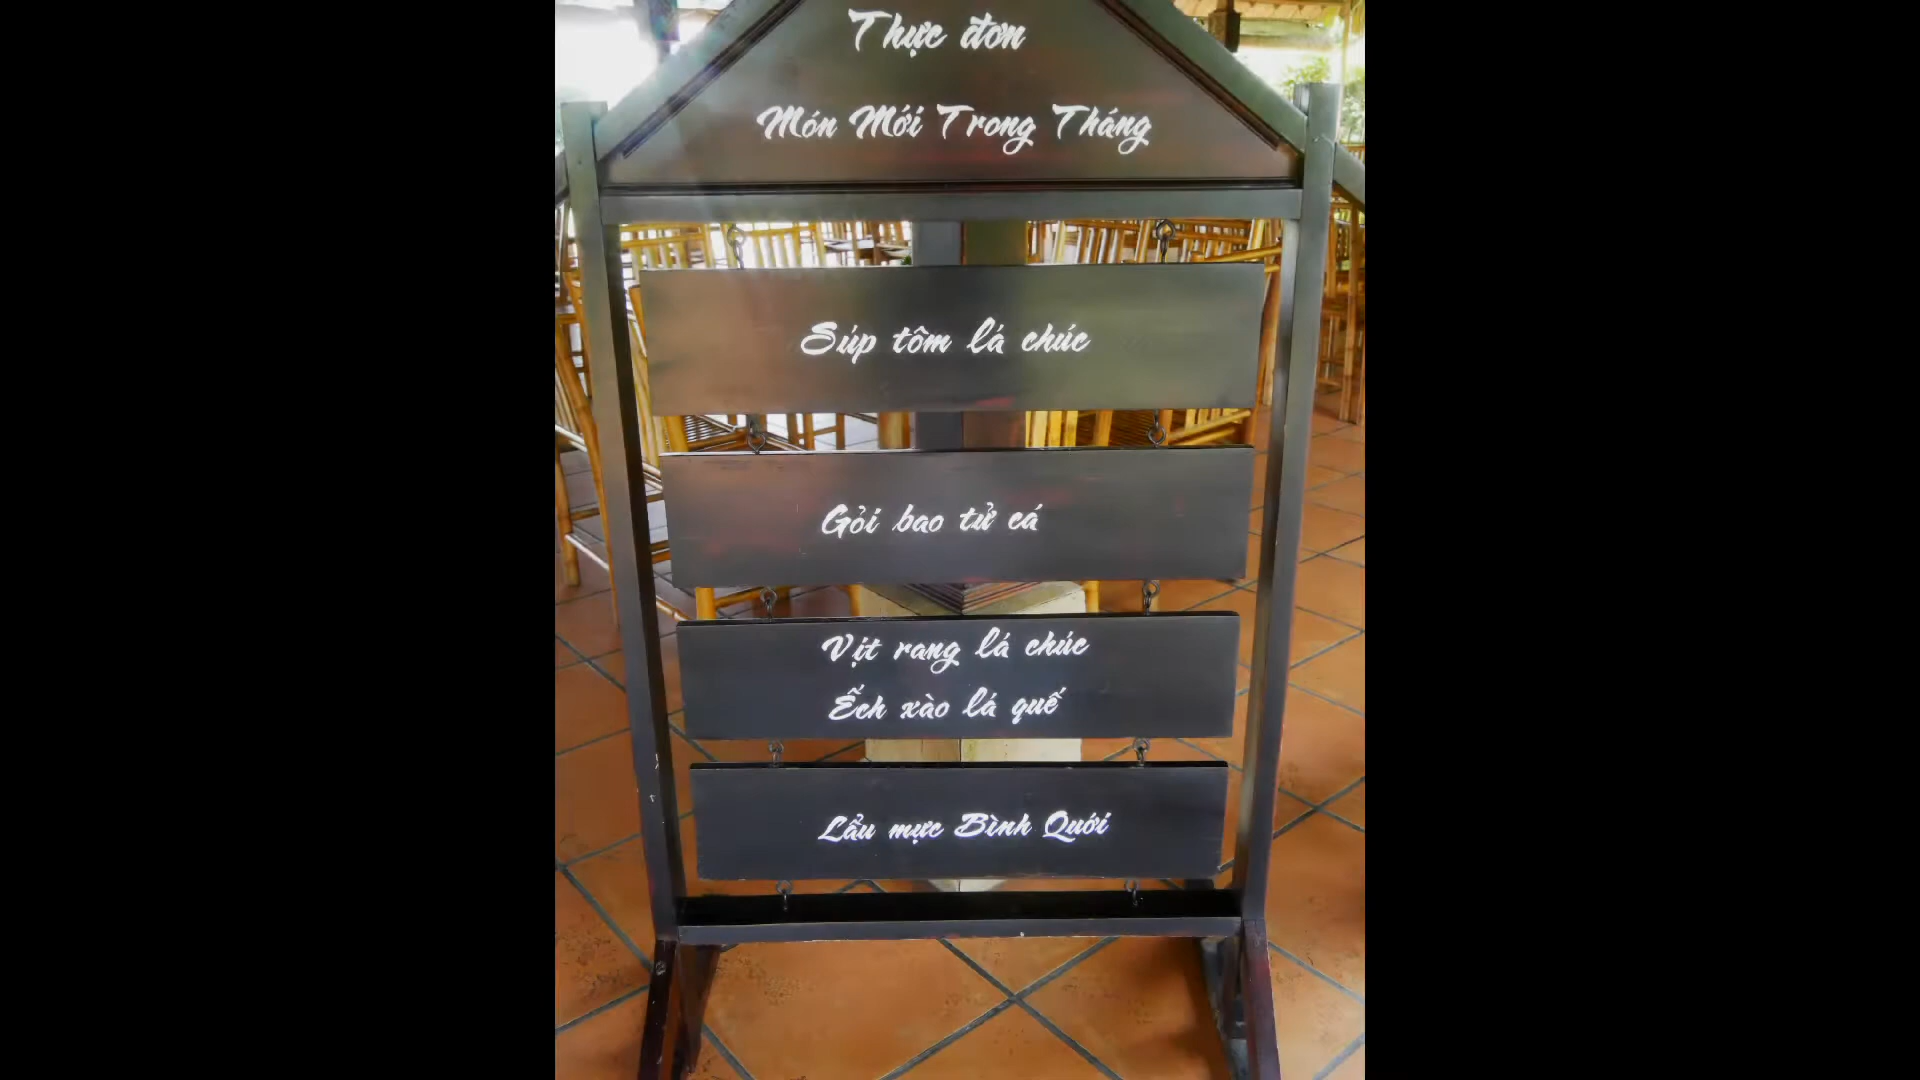 Thực đơn
Món Mới Trong Tháng
Súp tôm lá chúc
Gỏi bao tử cá
Vịt rang lá chúc
Ếch xào lá quế
Lẩu mực Bình Quới